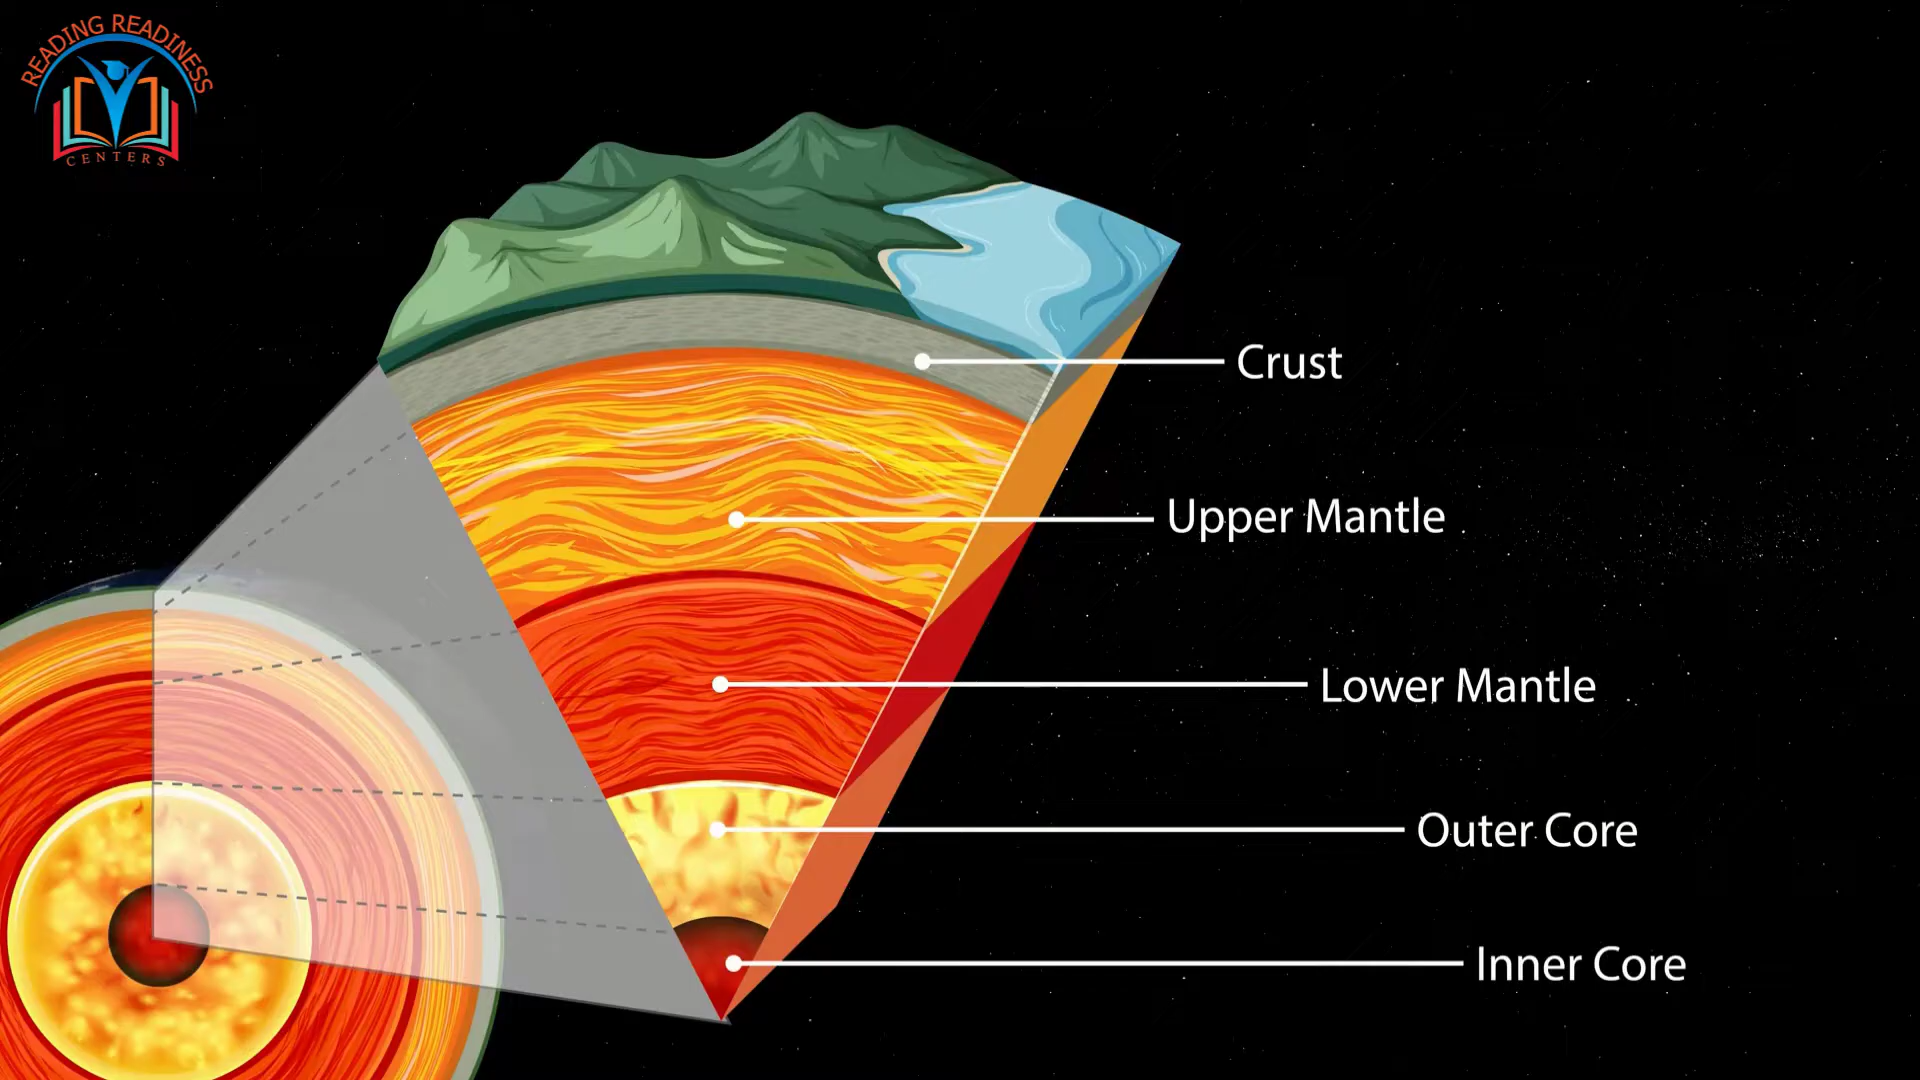 READING READINESS
CENTERS
Crust
Upper Mantle
Lower Mantle
Outer Core
Inner Core